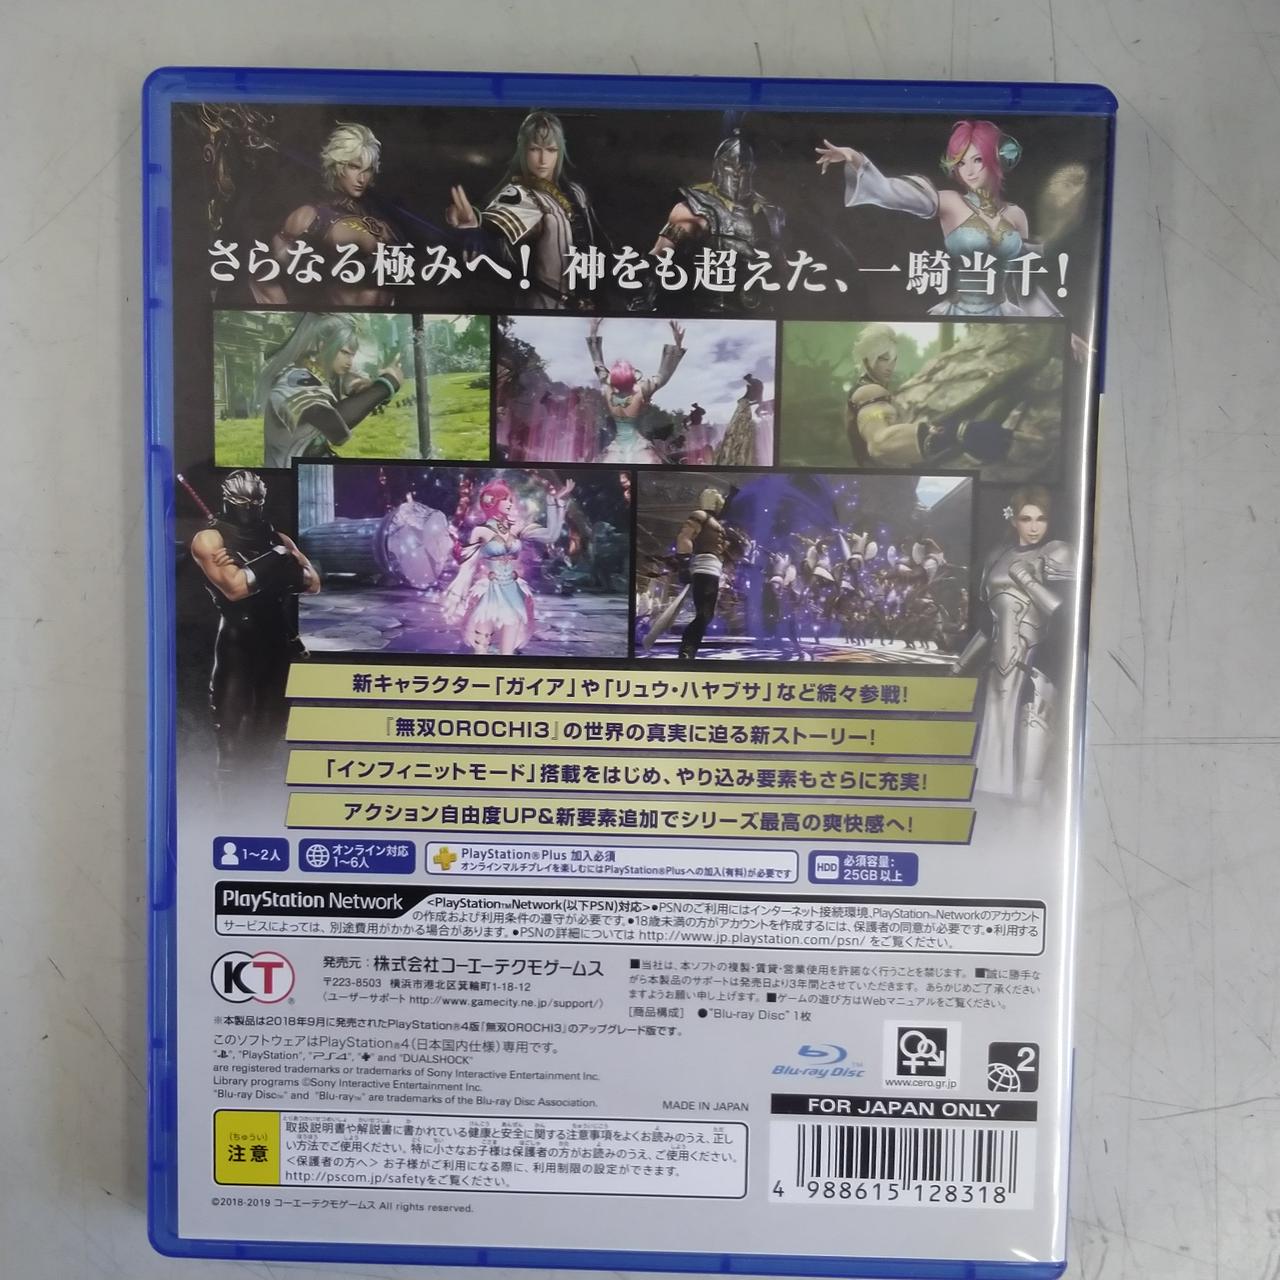 さらなる極みへ! 神をも超えた、一騎当千!
新キャラクター「ガイア」や「リュウ・ハヤブサ」など続々参戦!
『無双OROCHI3』の世界の真実に迫る新ストーリー!
「インフィニットモード」搭載をはじめ、やり込み要素もさらに充実!
アクション自由度UP&新要素追加でシリーズ最高の爽快感へ!
1~2人
オンライン対応
1~6人
PlayStation®Plus 加入必須
オンラインマルチプレイを楽しむにはPlayStation®Plusへの加入(有料)が必要です
HDD
必須容量:
25GB以上
PlayStation Network
<PlayStation™Network(以下PSN)対応>●PSNのご利用にはインターネット接続環境、PlayStation™Networkのアカウント
の作成および利用条件の遵守が必要です。●18歳未満の方がアカウントを作成するには、保護者の同意が必要です。●利用する
サービスによっては、別途費用がかかる場合があります。●PSNの詳細については http://www.jp.playstation.com/psn/ をご覧ください。
KT®
発売元:株式会社コーエーテクモゲームス
〒223-8503 横浜市港北区箕輪町1-18-12
(ユーザーサポート http://www.gamecity.ne.jp/support/)
■当社は、本ソフトの複製・賃貸・営業使用を許諾なく行うことを禁じます。■誠に勝手な
がら本製品のサポートは発売日より3年間とさせていただきます。あらかじめご了承ください
ますようお願い申し上げます。■ゲームの遊び方はWebマニュアルをご覧ください。
[商品構成] ●"Blu-ray Disc" 1枚
※本製品は2018年9月に発売されたPlayStation®4版『無双OROCHI3』のアップグレード版です。
このソフトウェアはPlayStation®4(日本国内仕様)専用です。
"PlayStation", "PS4", and "DUALSHOCK"
are registered trademarks or trademarks of Sony Interactive Entertainment Inc.
Library programs ©Sony Interactive Entertainment Inc.
"Blu-ray Disc™" and "Blu-ray™" are trademarks of the Blu-ray Disc Association.
MADE IN JAPAN
Blu-ray Disc™
www.cero.gr.jp
2
FOR JAPAN ONLY
(ちゅうい)
注意
取扱説明書や解説書に書かれている健康と安全に関する注意事項をよくお読みのうえ、正し
い方法でご使用ください。特に小さなお子様は保護者の方がお読みのうえ、ご使用ください。
<保護者の方へ> お子様がご利用になる際に、利用制限の設定ができます。
http://pscom.jp/safetyをご覧ください。
4 988615 128318
©2018-2019 コーエーテクモゲームス All rights reserved.